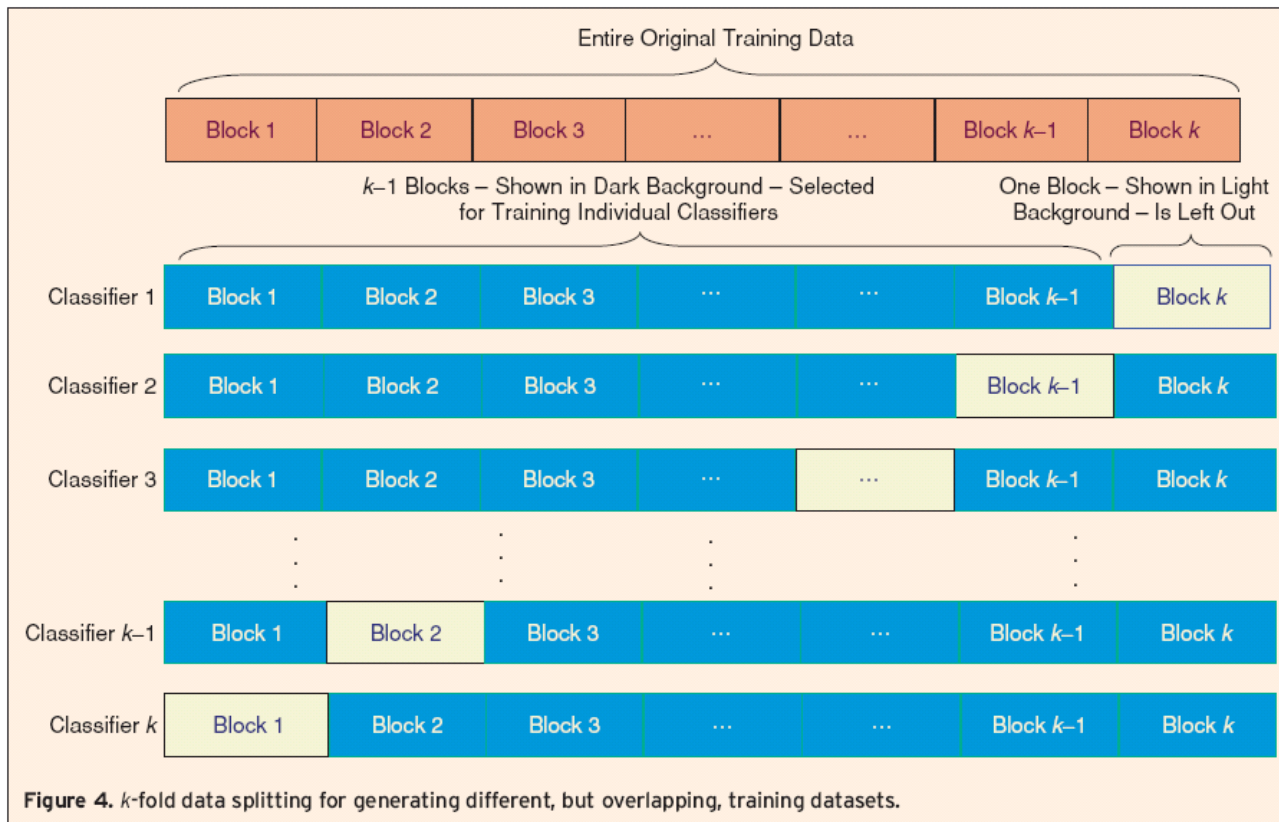 Entire Original Training Data
Block 1 Block 2 Block 3 ... ... Block k–1 Block k
k–1 Blocks – Shown in Dark Background – Selected
for Training Individual Classifiers
One Block – Shown in Light
Background – Is Left Out
Classifier 1 Block 1 Block 2 Block 3 ... ... Block k–1 Block k
Classifier 2 Block 1 Block 2 Block 3 ... ... Block k–1 Block k
Classifier 3 Block 1 Block 2 Block 3 ... ... Block k–1 Block k
Classifier k–1 Block 1 Block 2 Block 3 ... ... Block k–1 Block k
Classifier k Block 1 Block 2 Block 3 ... ... Block k–1 Block k
Figure 4. k-fold data splitting for generating different, but overlapping, training datasets.